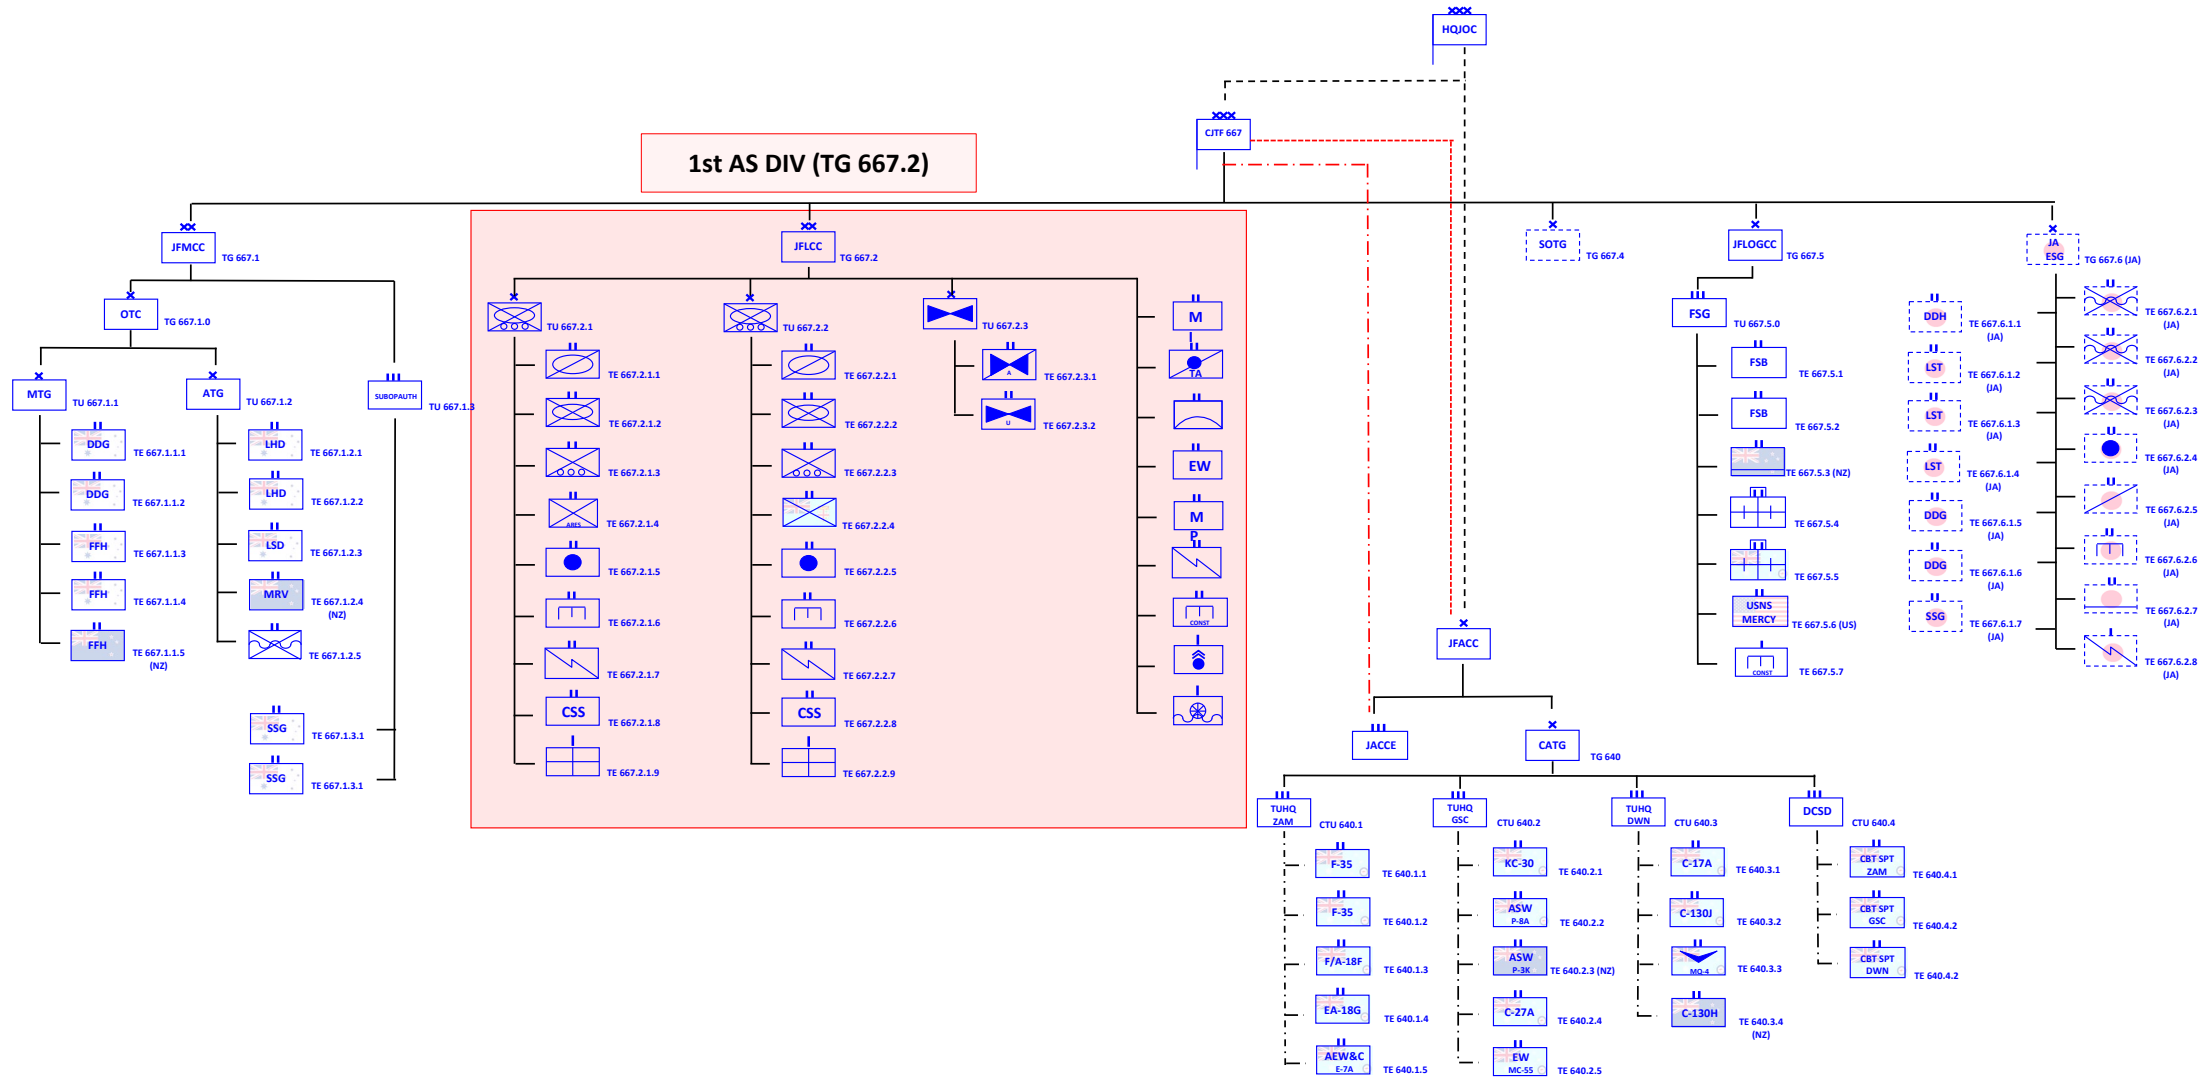 HQJOC
CJTF 667
1st AS DIV (TG 667.2)
JFMCC
TG 667.1
OTC
TG 667.1.0
MTG
TU 667.1.1
DDG
TE 667.1.1.1
DDG
TE 667.1.1.2
FFH
TE 667.1.1.3
FFH
TE 667.1.1.4
FFH
TE 667.1.1.5
(NZ)
ATG
TU 667.1.2
LHD
TE 667.1.2.1
LHD
TE 667.1.2.2
LSD
TE 667.1.2.3
MRV
TE 667.1.2.4
(NZ)
TE 667.1.2.5
SUBOPAUTH
TU 667.1.3
SSG
TE 667.1.3.1
SSG
TE 667.1.3.1
JFLCC
TG 667.2
TU 667.2.1
TE 667.2.1.1
TE 667.2.1.2
TE 667.2.1.3
ARES
TE 667.2.1.4
TE 667.2.1.5
TE 667.2.1.6
TE 667.2.1.7
CSS
TE 667.2.1.8
TE 667.2.1.9
TU 667.2.2
TE 667.2.2.1
TE 667.2.2.2
TE 667.2.2.3
TE 667.2.2.4
TE 667.2.2.5
TE 667.2.2.6
TE 667.2.2.7
CSS
TE 667.2.2.8
TE 667.2.2.9
TU 667.2.3
A
TE 667.2.3.1
U
TE 667.2.3.2
M
I
TA
EW
M
P
CONST
SOTG
TG 667.4
JFLOGCC
TG 667.5
FSG
TU 667.5.0
FSB
TE 667.5.1
FSB
TE 667.5.2
TE 667.5.3 (NZ)
TE 667.5.4
TE 667.5.5
USNS
MERCY
TE 667.5.6 (US)
CONST
TE 667.5.7
JA
ESG
TG 667.6 (JA)
DDH
TE 667.6.1.1
(JA)
LST
TE 667.6.1.2
(JA)
LST
TE 667.6.1.3
(JA)
LST
TE 667.6.1.4
(JA)
DDG
TE 667.6.1.5
(JA)
DDG
TE 667.6.1.6
(JA)
SSG
TE 667.6.1.7
(JA)
TE 667.6.2.1
(JA)
TE 667.6.2.2
(JA)
TE 667.6.2.3
(JA)
TE 667.6.2.4
(JA)
TE 667.6.2.5
(JA)
TE 667.6.2.6
(JA)
TE 667.6.2.7
(JA)
TE 667.6.2.8
(JA)
JFACC
JACCE
CATG
TG 640
TUHQ
ZAM
CTU 640.1
F-35
TE 640.1.1
F-35
TE 640.1.2
F/A-18F
TE 640.1.3
EA-18G
TE 640.1.4
AEW&C
E-7A
TE 640.1.5
TUHQ
GSC
CTU 640.2
KC-30
TE 640.2.1
ASW
P-8A
TE 640.2.2
ASW
P-3K
TE 640.2.3 (NZ)
C-27A
TE 640.2.4
EW
MC-55
TE 640.2.5
TUHQ
DWN
CTU 640.3
C-17A
TE 640.3.1
C-130J
TE 640.3.2
MQ-4
TE 640.3.3
C-130H
TE 640.3.4
(NZ)
DCSD
CTU 640.4
CBT SPT
ZAM
TE 640.4.1
CBT SPT
GSC
TE 640.4.2
CBT SPT
DWN
TE 640.4.2